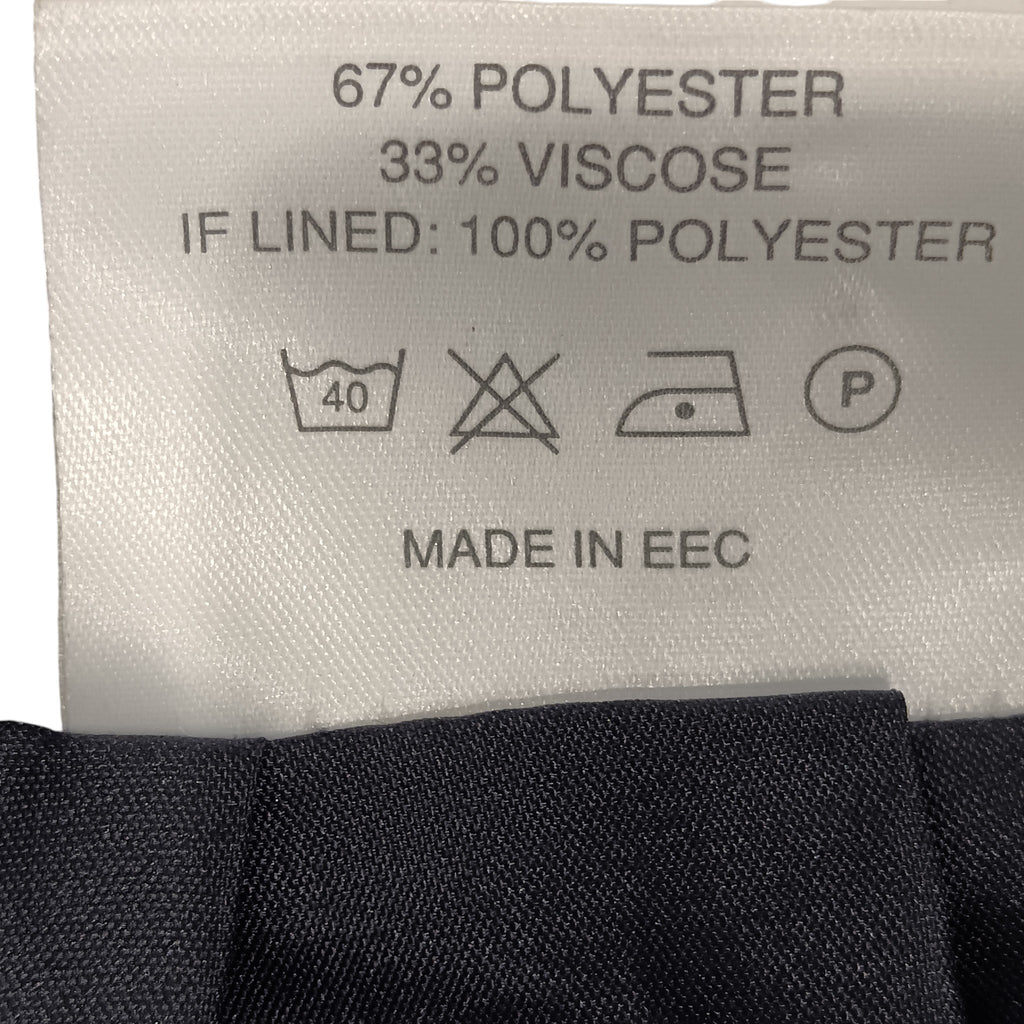 67% POLYESTER
33% VISCOSE
IF LINED: 100% POLYESTER
40 P
MADE IN EEC